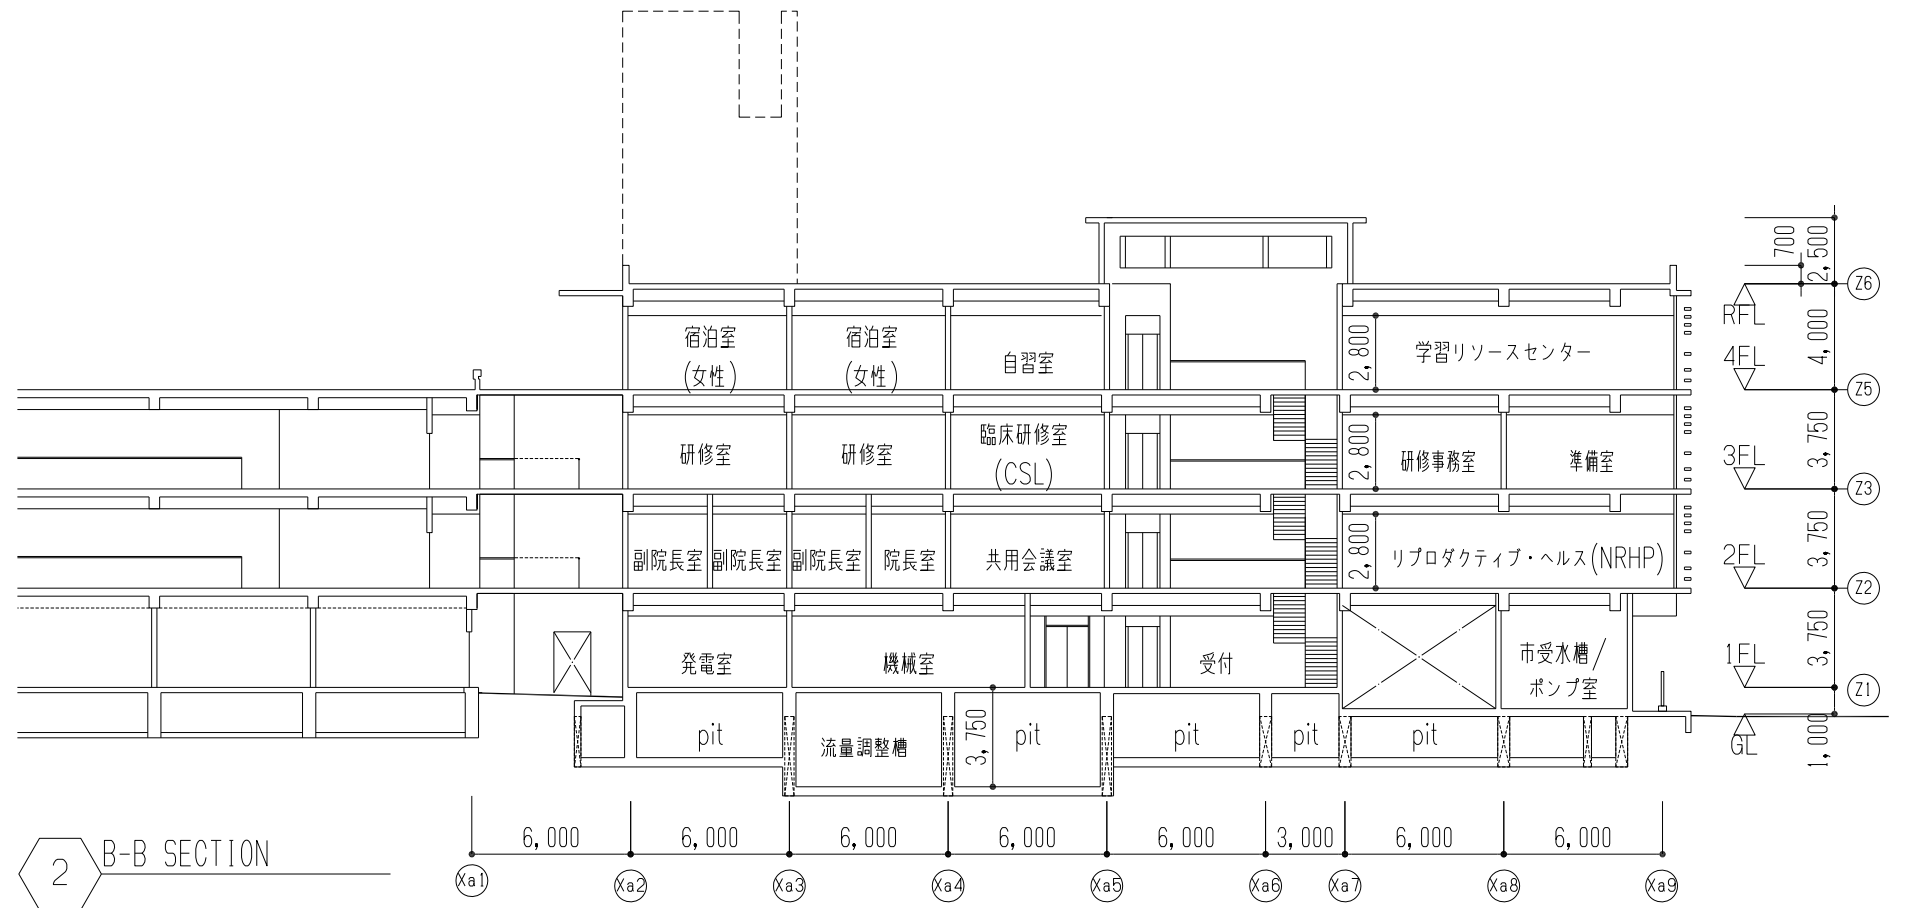 700
2,500
Z6
RFL
宿泊室
(女性)
宿泊室
(女性)
自習室
2,800
学習リソースセンター
4,000
4FL
Z5
研修室
研修室
臨床研修室
(CSL)
2,800
研修事務室
準備室
3,750
3FL
Z3
副院長室
副院長室
副院長室
院長室
共用会議室
2,800
リプロダクティブ・ヘルス(NRHP)
3,750
2FL
Z2
発電室
機械室
受付
市受水槽/
ポンプ室
3,750
1FL
Z1
pit
流量調整槽
3,750
pit
pit
pit
pit
GL
1,000
6,000
6,000
6,000
6,000
6,000
3,000
6,000
6,000
2
B-B SECTION
Xa1
Xa2
Xa3
Xa4
Xa5
Xa6
Xa7
Xa8
Xa9